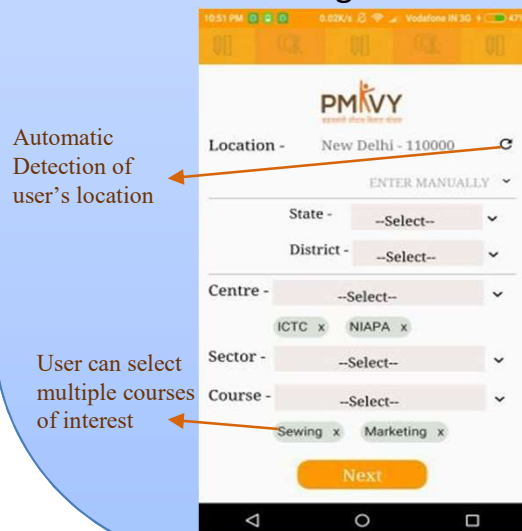 10:51 PM 0.02K/s Vodafone IN 3G 47%
PMKVY
Location - New Delhi - 110000
ENTER MANUALLY
Automatic
Detection of
user's location
State - --Select--
District - --Select--
Centre - --Select--
ICTC x NIAPA x
Sector - --Select--
User can select
multiple courses
of interest
Course - --Select--
Sewing x Marketing x
Next